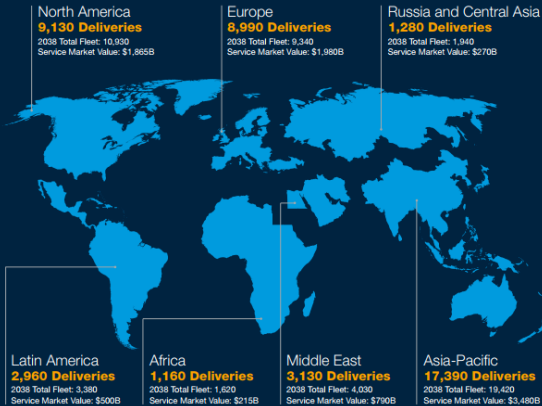 North America
9,130 Deliveries
2038 Total Fleet: 10,930
Service Market Value: $1,865B
Europe
8,990 Deliveries
2038 Total Fleet: 9,340
Service Market Value: $1,980B
Russia and Central Asia
1,280 Deliveries
2038 Total Fleet: 1,940
Service Market Value: $270B
Latin America
2,960 Deliveries
2038 Total Fleet: 3,380
Service Market Value: $500B
Africa
1,160 Deliveries
2038 Total Fleet: 1,620
Service Market Value: $215B
Middle East
3,130 Deliveries
2038 Total Fleet: 4,030
Service Market Value: $790B
Asia-Pacific
17,390 Deliveries
2038 Total Fleet: 19,420
Service Market Value: $3,480B